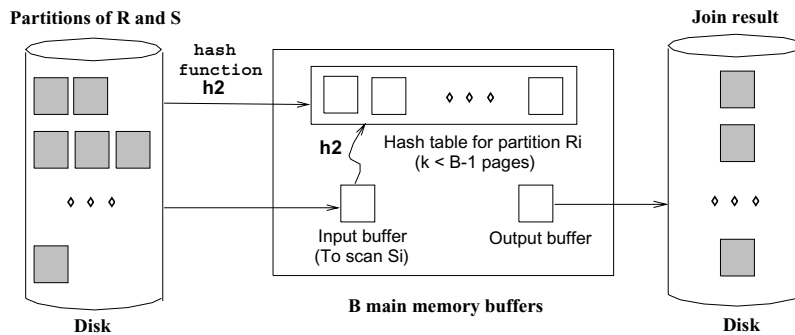 Partitions of R and S
Join result
hash
function
h2
Hash table for partition Ri
(k < B-1 pages)
h2
Input buffer
(To scan Si)
Output buffer
B main memory buffers
Disk
Disk